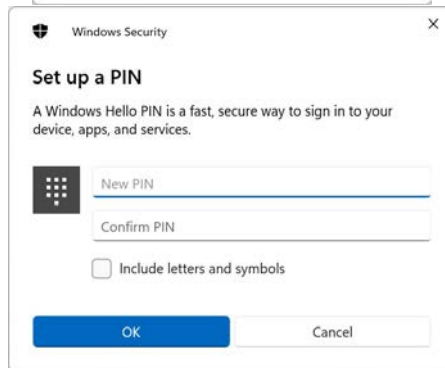 Windows Security
Set up a PIN
A Windows Hello PIN is a fast, secure way to sign in to your
device, apps, and services.
New PIN
Confirm PIN
Include letters and symbols
OK
Cancel